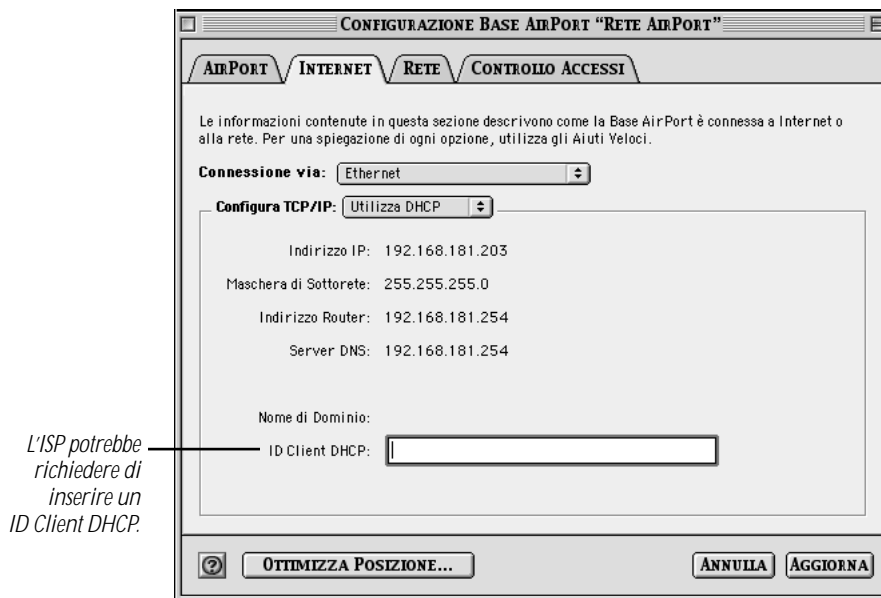 CONFIGURAZIONE BASE AIRPORT “RETE AIRPORT”
AIRPORT
INTERNET
RETE
CONTROLLO ACCESSI
Le informazioni contenute in questa sezione descrivono come la Base AirPort è connessa a Internet o
alla rete. Per una spiegazione di ogni opzione, utilizza gli Aiuti Veloci.
Connessione via: Ethernet
Configura TCP/IP: Utilizza DHCP
Indirizzo IP: 192.168.181.203
Maschera di Sottorete: 255.255.255.0
Indirizzo Router: 192.168.181.254
Server DNS: 192.168.181.254
Nome di Dominio:
ID Client DHCP:
L’ISP potrebbe
richiedere di
inserire un
ID Client DHCP.
?
OTTIMIZZA POSIZIONE...
ANNULLA
AGGIORNA